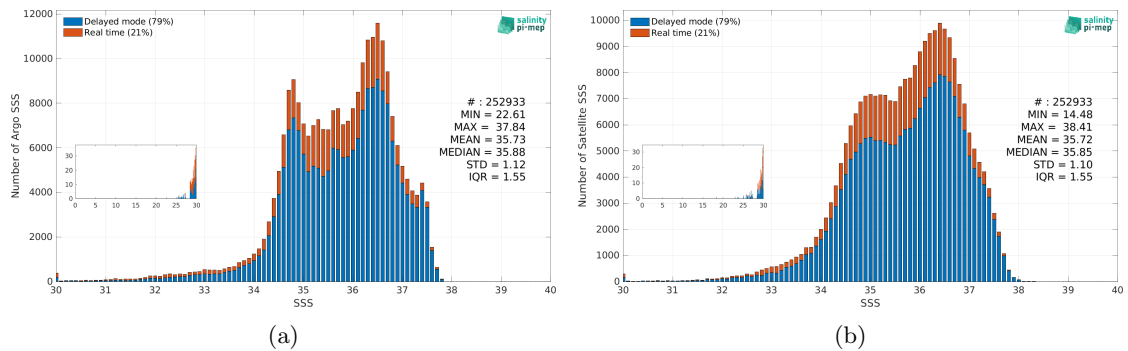 Delayed mode (79%)
Real time (21%)
salinity
pi-mep
# : 252933
MIN = 22.61
MAX = 37.84
MEAN = 35.73
MEDIAN = 35.88
STD = 1.12
IQR = 1.55
Number of Argo SSS
12000
10000
8000
6000
4000
2000
0
30
20
10
0
0 5 10 15 20 25 30
30 31 32 33 34 35 36 37 38 39 40
SSS
(a)
Delayed mode (79%)
Real time (21%)
salinity
pi-mep
# : 252933
MIN = 14.48
MAX = 38.41
MEAN = 35.72
MEDIAN = 35.85
STD = 1.10
IQR = 1.55
Number of Satellite SSS
10000
9000
8000
7000
6000
5000
4000
3000
2000
1000
0
30
20
10
0
0 5 10 15 20 25 30
30 31 32 33 34 35 36 37 38 39 40
SSS
(b)